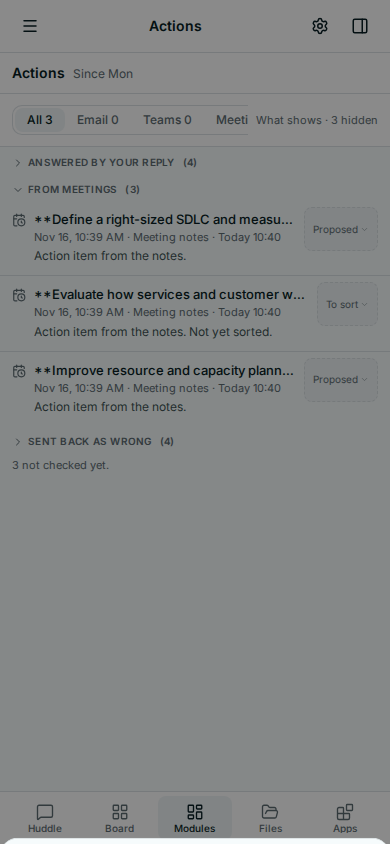 Actions
Actions Since Mon
All 3 Email 0 Teams 0 Meeti What shows · 3 hidden
ANSWERED BY YOUR REPLY (4)
FROM MEETINGS (3)
**Define a right-sized SDLC and measu...
Proposed
Nov 16, 10:39 AM · Meeting notes · Today 10:40
Action item from the notes.
**Evaluate how services and customer w...
To sort
Nov 16, 10:39 AM · Meeting notes · Today 10:40
Action item from the notes. Not yet sorted.
**Improve resource and capacity plann...
Proposed
Nov 16, 10:39 AM · Meeting notes · Today 10:40
Action item from the notes.
SENT BACK AS WRONG (4)
3 not checked yet.
Huddle Board Modules Files Apps